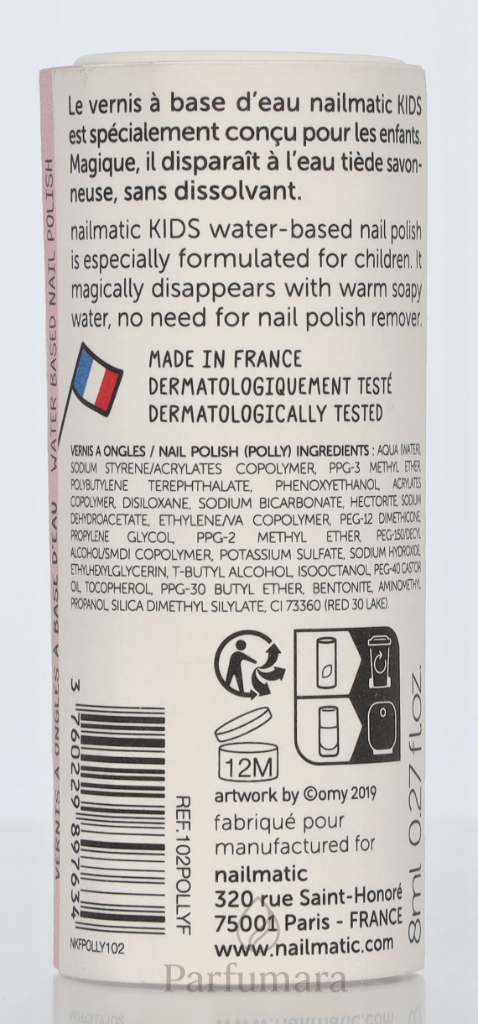 Le vernis à base d'eau nailmatic KIDS
est spécialement conçu pour les enfants.
Magique, il disparaît à l'eau tiède savon-
neuse, sans dissolvant.
nailmatic KIDS water-based nail polish
is especially formulated for children. It
magically disappears with warm soapy
water, no need for nail polish remover.
MADE IN FRANCE
DERMATOLOGIQUEMENT TESTÉ
DERMATOLOGICALLY TESTED
VERNIS A ONGLES / NAIL POLISH (POLLY) INGREDIENTS : AQUA (WATER),
SODIUM STYRENE/ACRYLATES COPOLYMER, PPG-3 METHYL ETHER,
POLYBUTYLENE TEREPHTHALATE, PHENOXYETHANOL, ACRYLATES
COPOLYMER, DISILOXANE, SODIUM BICARBONATE, HECTORITE, SODIUM
DEHYDROACETATE, ETHYLENE/VA COPOLYMER, PEG-12 DIMETHICONE,
PROPYLENE GLYCOL, PPG-2 METHYL ETHER, PEG-150/DECYL
ALCOHOL/SMDI COPOLYMER, POTASSIUM SULFATE, SODIUM HYDROXIDE,
ETHYLHEXYLGLYCERIN, T-BUTYL ALCOHOL, ISOOCTANOL, PEG-40 CASTOR
OIL, TOCOPHEROL, PPG-30 BUTYL ETHER, BENTONITE, AMINOMETHYL
PROPANOL, SILICA DIMETHYL SILYLATE, CI 73360 (RED 30 LAKE).
VERNIS A ONGLES À BASE D'EAU WATER BASED NAIL POLISH
12M
artwork by ©omy 2019
fabriqué pour
manufactured for
nailmatic
320 rue Saint-Honoré
75001 Paris - FRANCE
www.nailmatic.com
8ml 0.27 fl.oz.
3 760229 897634
REF.102POLLYF
NKFPOLLY102
Parfumara